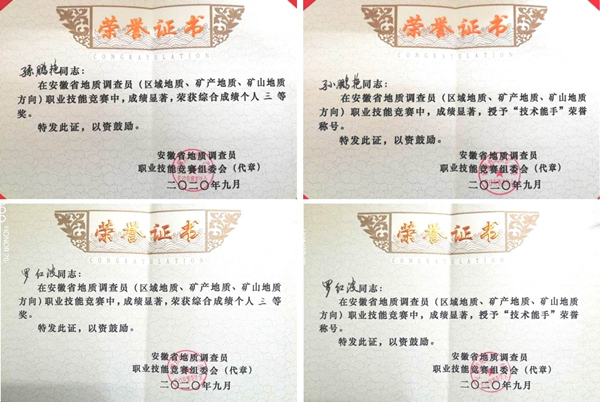 荣誉证书
CONGRATULATION
孙鹏艳同志：
在安徽省地质调查员（区域地质、矿产地质、矿山地质
方向）职业技能竞赛中，成绩显著，荣获综合成绩个人三等
奖。
特发此证，以资鼓励。
安徽省地质调查员
职业技能竞赛组委会（代章）
二〇二〇年九月
荣誉证书
CONGRATULATION
孙鹏艳同志：
在安徽省地质调查员（区域地质、矿产地质、矿山地质
方向）职业技能竞赛中，成绩显著，授予“技术能手”荣誉
称号。
特发此证，以资鼓励。
安徽省地质调查员
职业技能竞赛组委会（代章）
二〇二〇年九月
荣誉证书
CONGRATULATION
罗红波同志：
在安徽省地质调查员（区域地质、矿产地质、矿山地质
方向）职业技能竞赛中，成绩显著，荣获综合成绩个人三等
奖。
特发此证，以资鼓励。
安徽省地质调查员
职业技能竞赛组委会（代章）
二〇二〇年九月
荣誉证书
CONGRATULATION
罗红波同志：
在安徽省地质调查员（区域地质、矿产地质、矿山地质
方向）职业技能竞赛中，成绩显著，授予“技术能手”荣誉
称号。
特发此证，以资鼓励。
安徽省地质调查员
职业技能竞赛组委会（代章）
二〇二〇年九月